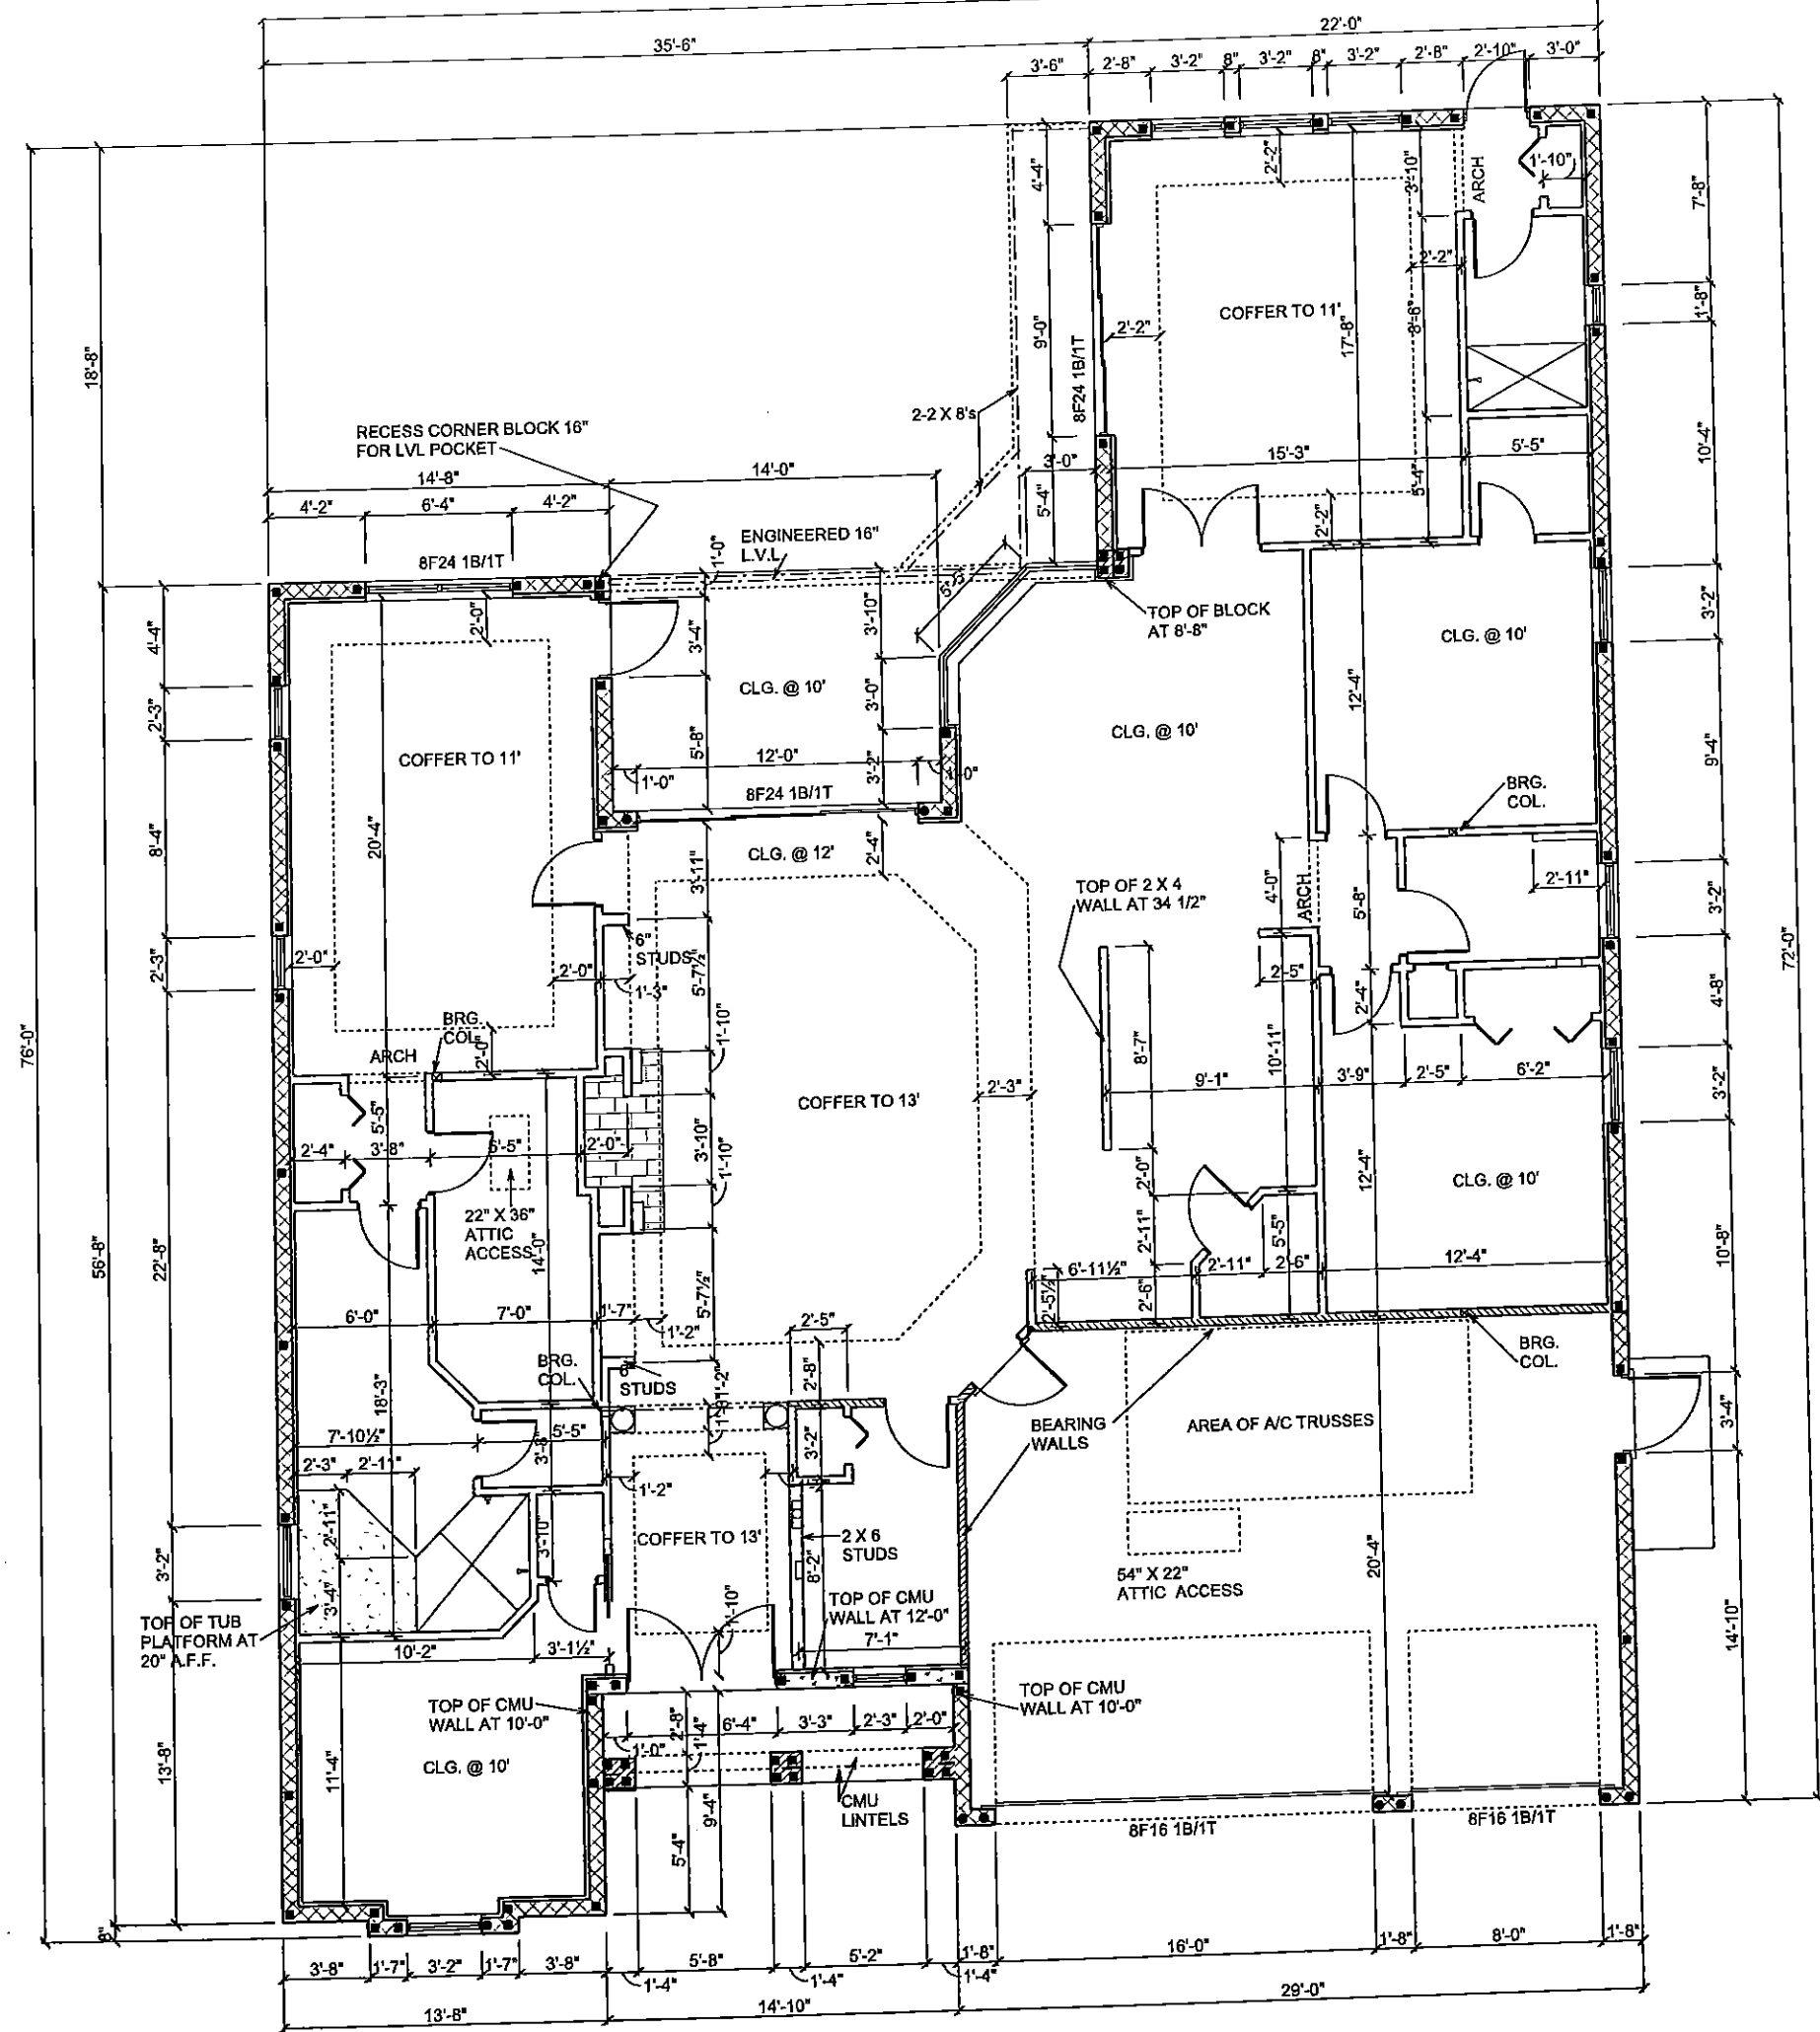 22'-0"
35'-6"
3'-6" 2'-8" 3'-2" 8" 3'-2" 8" 3'-2" 2'-8" 2'-10" 3'-0"
4'-4"
2'-2"
3'-10"
ARCH
1'-10"
7'-8"
18'-8"
9'-0"
8F24 1B/1T
2'-2"
COFFER TO 11'
17'-8"
2'-2"
8'-8"
1'-8"
2-2 X 8's
RECESS CORNER BLOCK 16"
FOR LVL POCKET
14'-8"
14'-0"
3'-0"
15'-3"
5'-5"
10'-4"
5'-4"
5'-4"
2'-2"
4'-2" 6'-4" 4'-2"
8F24 1B/1T
ENGINEERED 16"
L.V.L.
1'-0"
TOP OF BLOCK
AT 8'-8"
CLG. @ 10'
3'-2"
4'-4"
2'-0"
3'-4"
3'-10"
2'-3"
CLG. @ 10'
3'-0"
CLG. @ 10'
12'-4"
9'-4"
COFFER TO 11'
5'-8"
12'-0"
3'-2"
1'-0"
1'-0"
8F24 1B/1T
BRG.
COL.
8'-4"
20'-4"
3'-11"
CLG. @ 12'
2'-4"
TOP OF 2 X 4
WALL AT 34 1/2"
4'-0"
ARCH
5'-8"
2'-11"
3'-2"
72'-0"
2'-3"
2'-0"
2'-0"
6"
STUDS
1'-3"
5'-7½"
2'-5"
2'-4"
4'-8"
76'-0"
BRG.
COL.
ARCH
2'-0"
1'-10"
8'-7"
10'-11"
9'-1"
3'-9" 2'-5" 6'-2"
3'-2"
COFFER TO 13'
2'-3"
5'-5"
2'-4" 3'-8" 6'-5" 2'-0"
3'-10"
1'-10"
22" X 36"
ATTIC
ACCESS
14'-0"
2'-0"
12'-4"
CLG. @ 10'
56'-8"
22'-8"
2'-11"
5'-5"
10'-8"
5'-7½"
6'-11½" 2'-11" 2'-6" 12'-4"
2'-5½"
2'-6"
6'-0" 7'-0" 1'-7"
1'-2"
2'-5"
BRG.
COL.
BRG.
COL.
6"
STUDS
1'-2"
2'-8"
18'-3"
BEARING
WALLS
AREA OF A/C TRUSSES
3'-4"
7'-10½" 5'-5"
3'-8"
3'-2"
2'-3" 2'-11"
1'-2"
2'-11"
3'-10"
COFFER TO 13'
2 X 6
STUDS
8'-2"
54" X 22"
ATTIC ACCESS
20'-4"
3'-2"
3'-4"
TOP OF TUB
PLATFORM AT
20" A.F.F.
TOP OF CMU
WALL AT 12'-0"
1'-10"
7'-1"
14'-10"
10'-2" 3'-1½"
TOP OF CMU
WALL AT 10'-0"
TOP OF CMU
WALL AT 10'-0"
2'-8"
1'-4"
6'-4" 3'-3" 2'-3" 2'-0"
1'-0"
13'-8"
11'-4"
CLG. @ 10'
CMU
LINTELS
9'-4"
5'-4"
8F16 1B/1T
8F16 1B/1T
8"
3'-8" 1'-7" 3'-2" 1'-7" 3'-8" 5'-8" 5'-2" 1'-8" 16'-0" 1'-8" 8'-0" 1'-8"
1'-4" 1'-4" 1'-4"
13'-8" 14'-10" 29'-0"